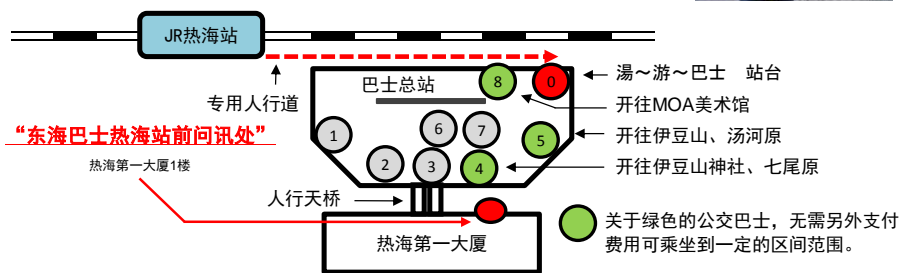 JR热海站
专用人行道
巴士总站
湯～游～巴士 站台
开往MOA美术馆
开往伊豆山、汤河原
开往伊豆山神社、七尾原
8
0
1
6
7
5
2
3
4
“东海巴士热海站前问讯处”
热海第一大厦1楼
人行天桥
热海第一大厦
关于绿色的公交巴士，无需另外支付
费用可乘坐到一定的区间范围。